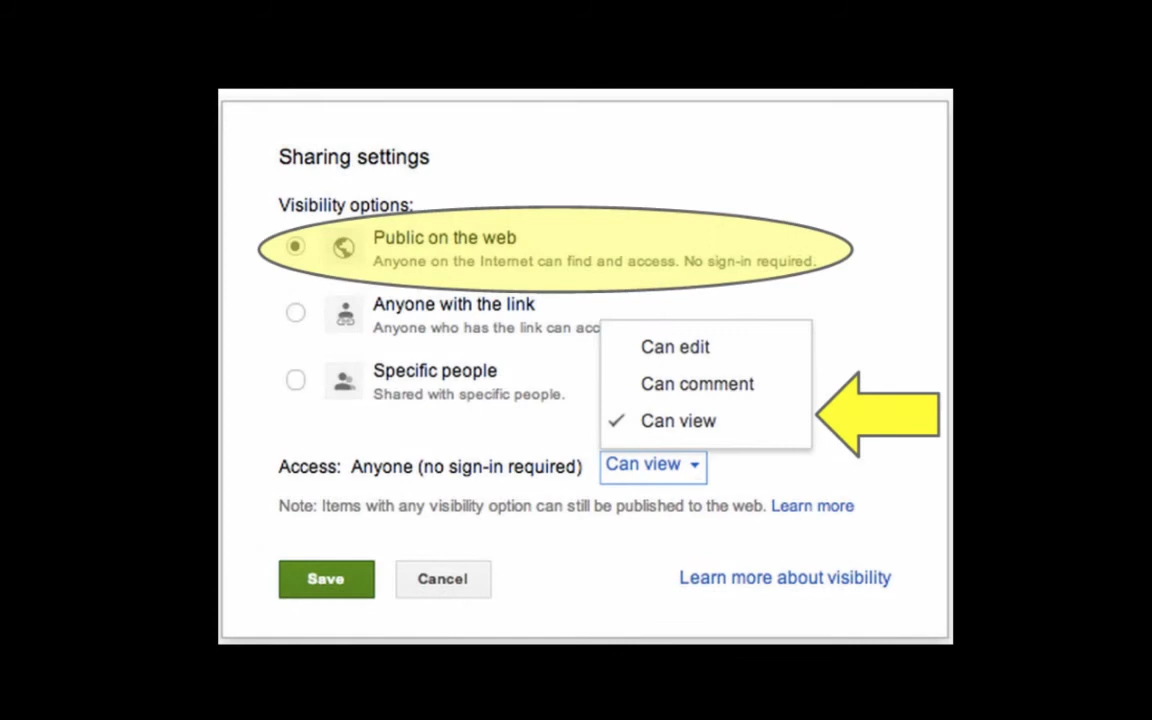 Sharing settings
Visibility options:
Public on the web
Anyone on the Internet can find and access. No sign-in required.
Anyone with the link
Anyone who has the link can acc
Specific people
Shared with specific people.
Can edit
Can comment
Can view
Access: Anyone (no sign-in required) Can view
Note: Items with any visibility option can still be published to the web. Learn more
Save Cancel Learn more about visibility